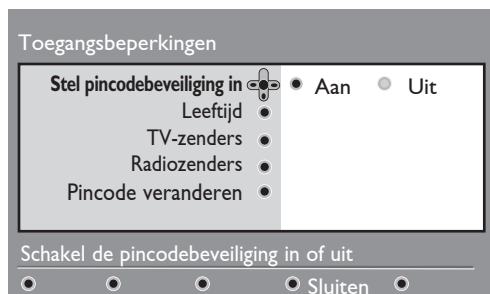 Toegangsbeperkingen
Stel pincodebeveiliging in Aan Uit
Leeftijd
TV-zenders
Radiozenders
Pincode veranderen
Schakel de pincodebeveiliging in of uit
Sluiten